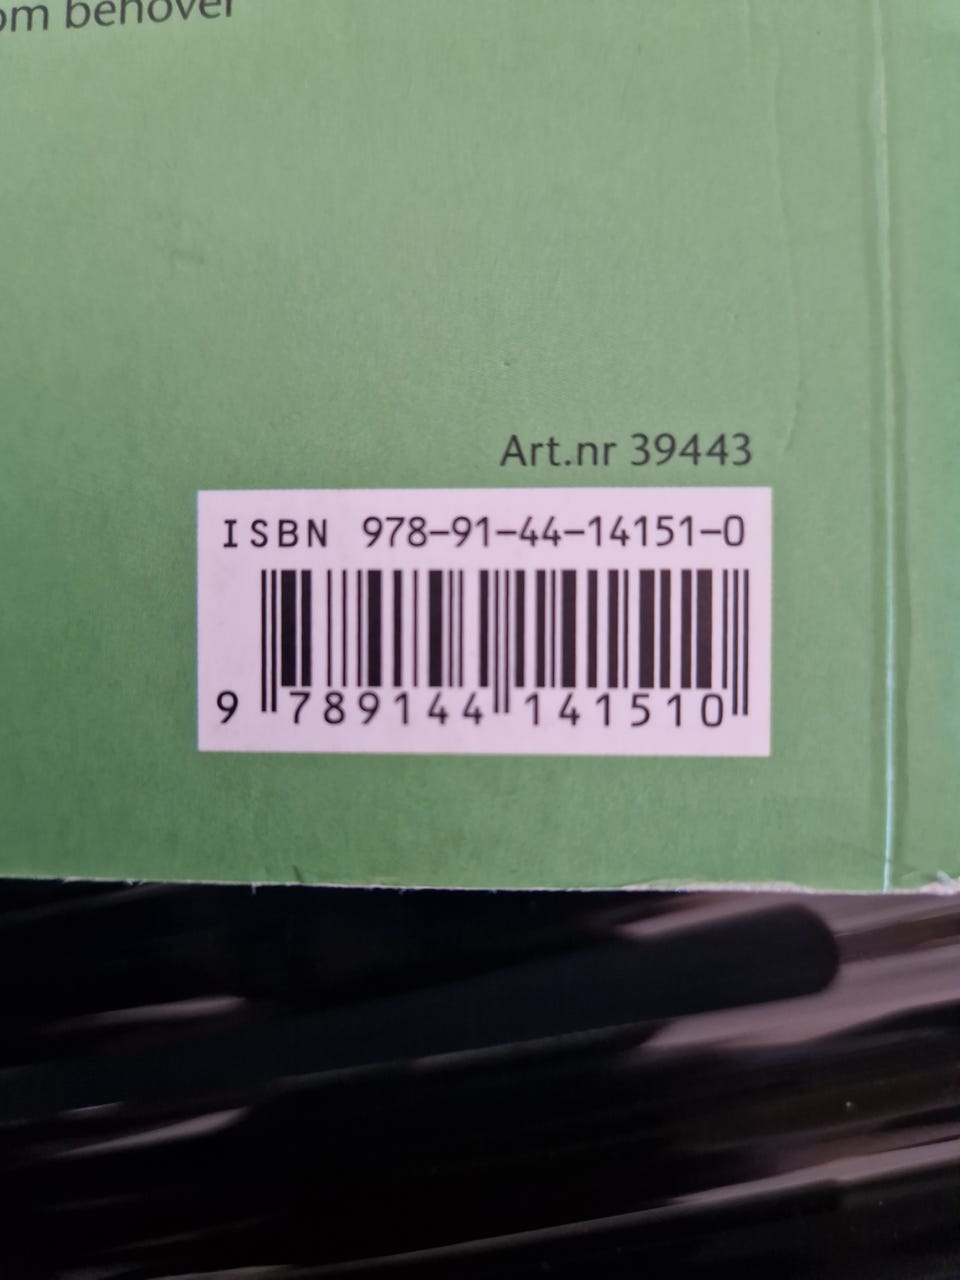 om behöver
Art.nr 39443
ISBN 978-91-44-14151-0
9 789144 141510